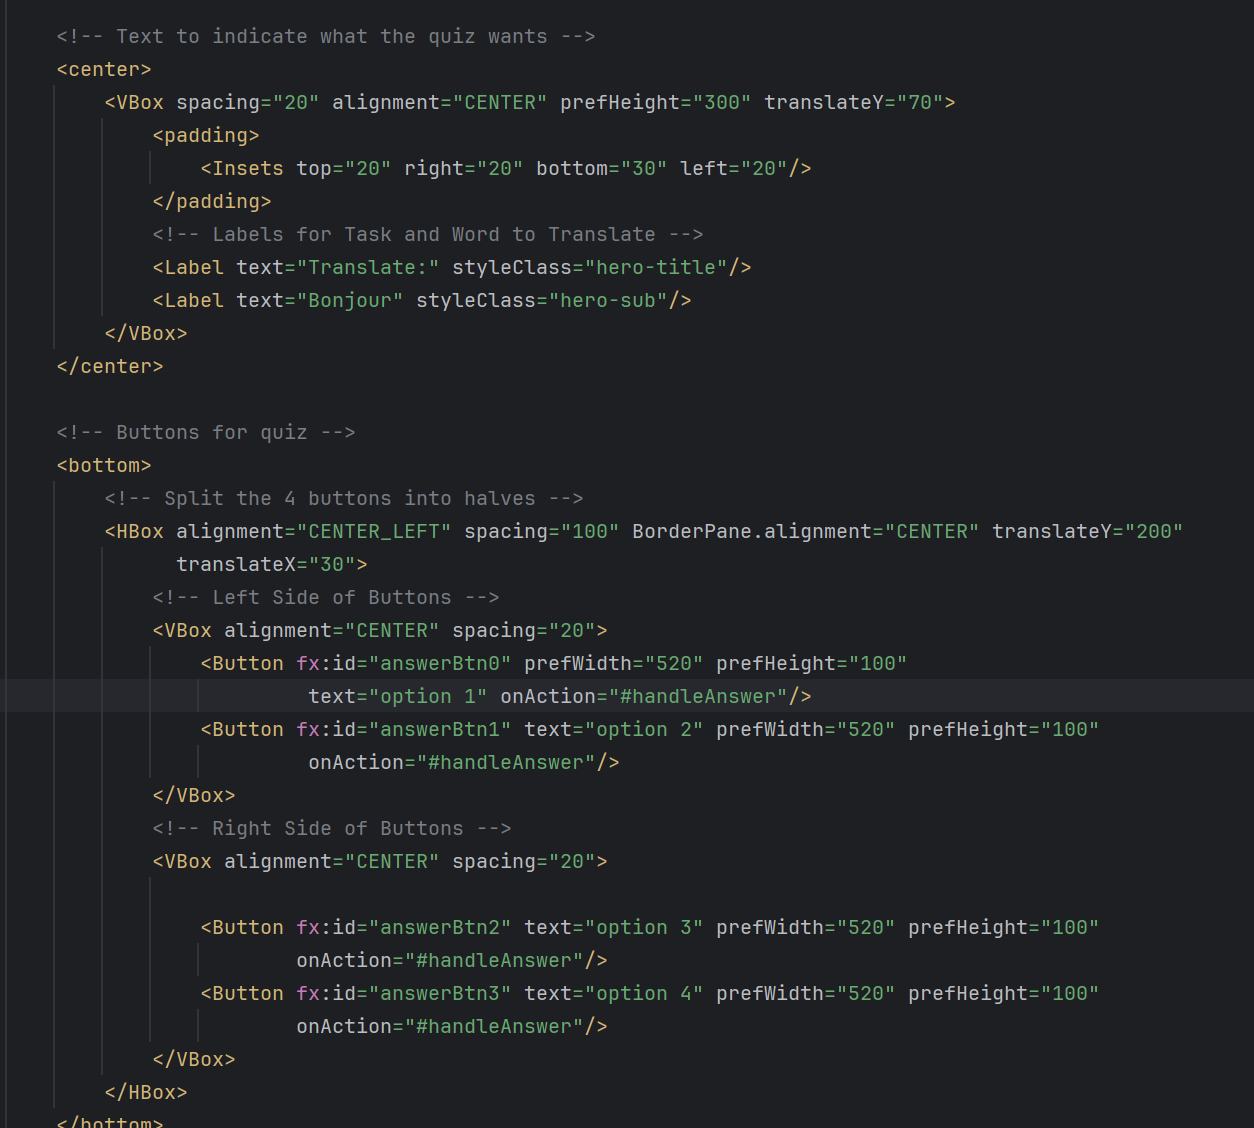 <!-- Text to indicate what the quiz wants -->
<center>
<VBox spacing="20" alignment="CENTER" prefHeight="300" translateY="70">
<padding>
<Insets top="20" right="20" bottom="30" left="20"/>
</padding>
<!-- Labels for Task and Word to Translate -->
<Label text="Translate:" styleClass="hero-title"/>
<Label text="Bonjour" styleClass="hero-sub"/>
</VBox>
</center>
<!-- Buttons for quiz -->
<bottom>
<!-- Split the 4 buttons into halves -->
<HBox alignment="CENTER_LEFT" spacing="100" BorderPane.alignment="CENTER" translateY="200"
translateX="30">
<!-- Left Side of Buttons -->
<VBox alignment="CENTER" spacing="20">
<Button fx:id="answerBtn0" prefWidth="520" prefHeight="100"
text="option 1" onAction="#handleAnswer"/>
<Button fx:id="answerBtn1" text="option 2" prefWidth="520" prefHeight="100"
onAction="#handleAnswer"/>
</VBox>
<!-- Right Side of Buttons -->
<VBox alignment="CENTER" spacing="20">
<Button fx:id="answerBtn2" text="option 3" prefWidth="520" prefHeight="100"
onAction="#handleAnswer"/>
<Button fx:id="answerBtn3" text="option 4" prefWidth="520" prefHeight="100"
onAction="#handleAnswer"/>
</VBox>
</HBox>
</bottom>